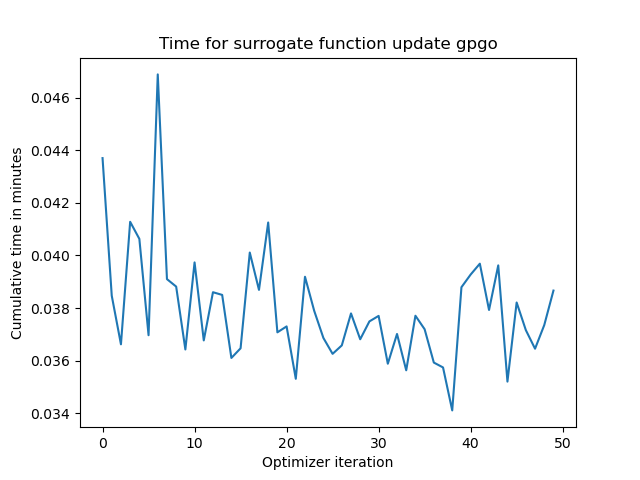 Time for surrogate function update gpgo
Cumulative time in minutes
0.046
0.044
0.042
0.040
0.038
0.036
0.034
0 10 20 30 40 50
Optimizer iteration